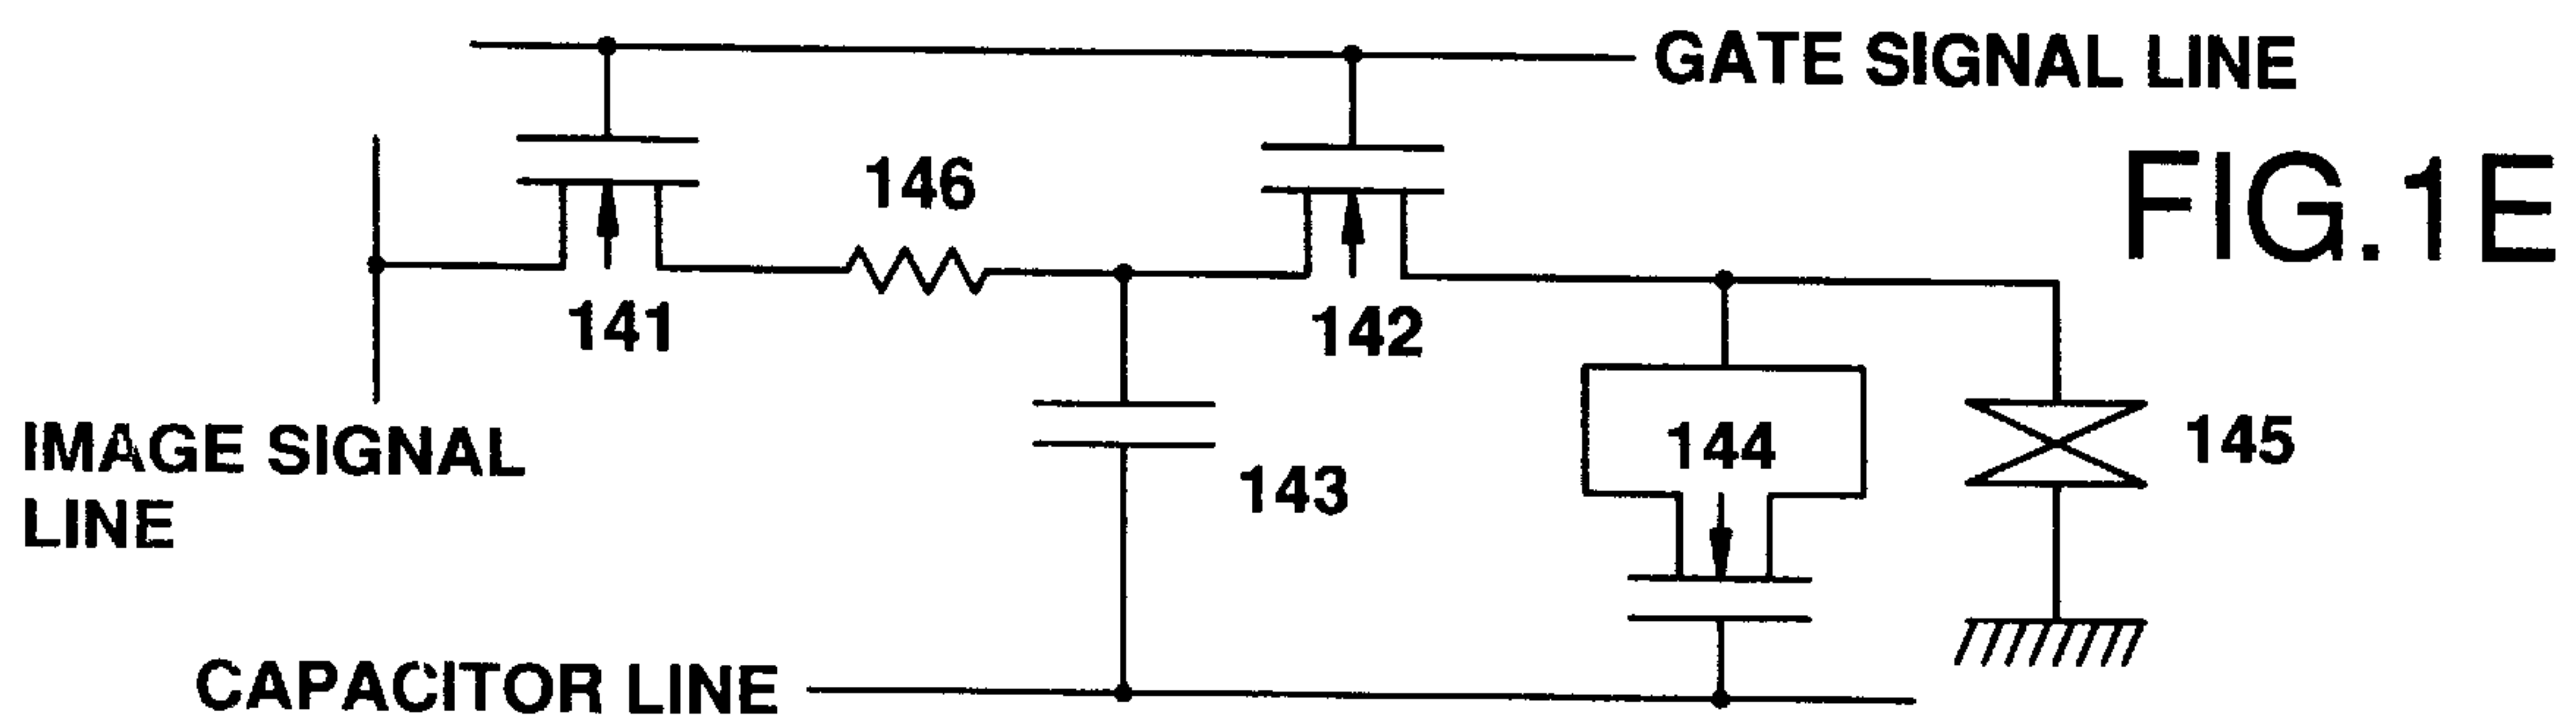 GATE SIGNAL LINE
FIG.1E
146
141
142
IMAGE SIGNAL
LINE
144
145
143
CAPACITOR LINE